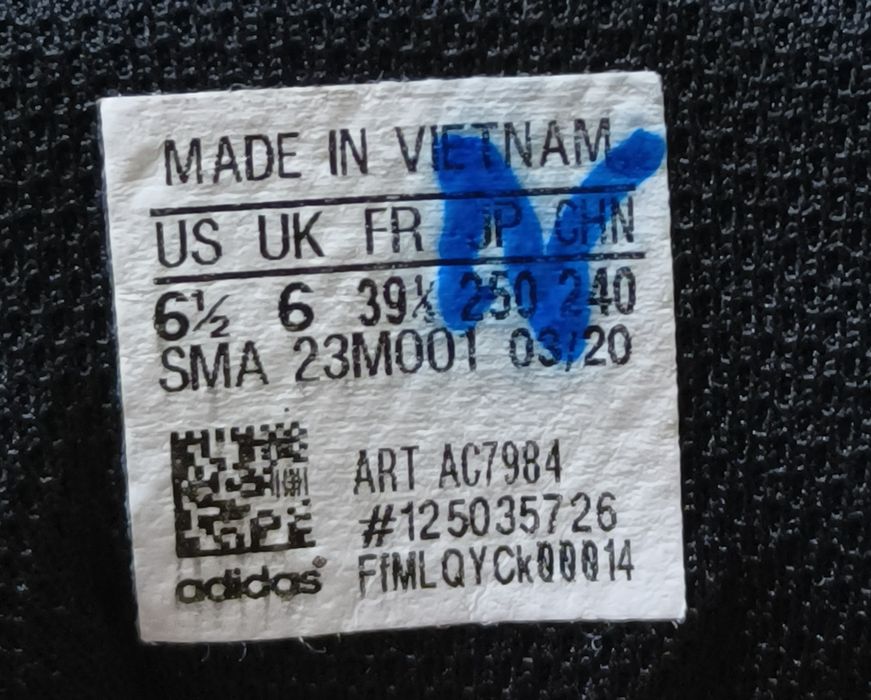 MADE IN VIETNAM
US UK FR JP CHN
6½ 6 39⅓ 250 240
SMA 23M001 03/20
ART AC7984
#125035726
adidas® FfMLQYCk00014